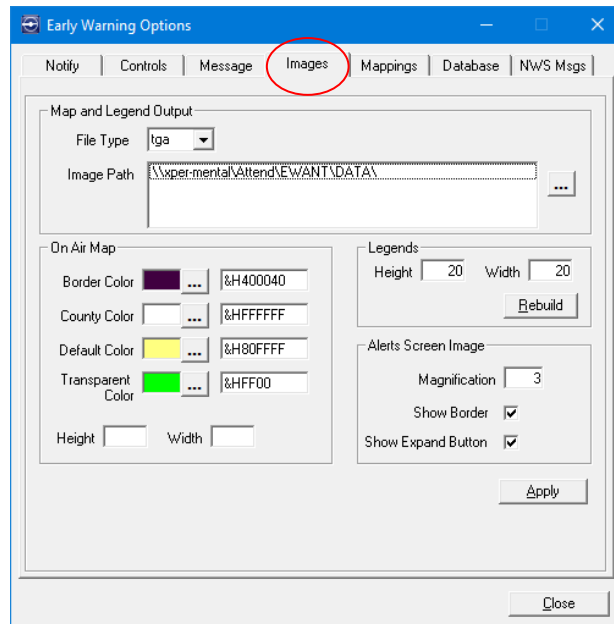 Early Warning Options
Notify Controls Message Images Mappings Database NWS Msgs
Map and Legend Output
File Type tga
Image Path \\xper-mental\Attend\EWANT\DATA\
...
On Air Map
Border Color ... &H400040
County Color ... &HFFFFFF
Default Color ... &H80FFFF
Transparent Color ... &HFF00
Height Width
Legends
Height 20 Width 20
Rebuild
Alerts Screen Image
Magnification 3
Show Border
Show Expand Button
Apply
Close